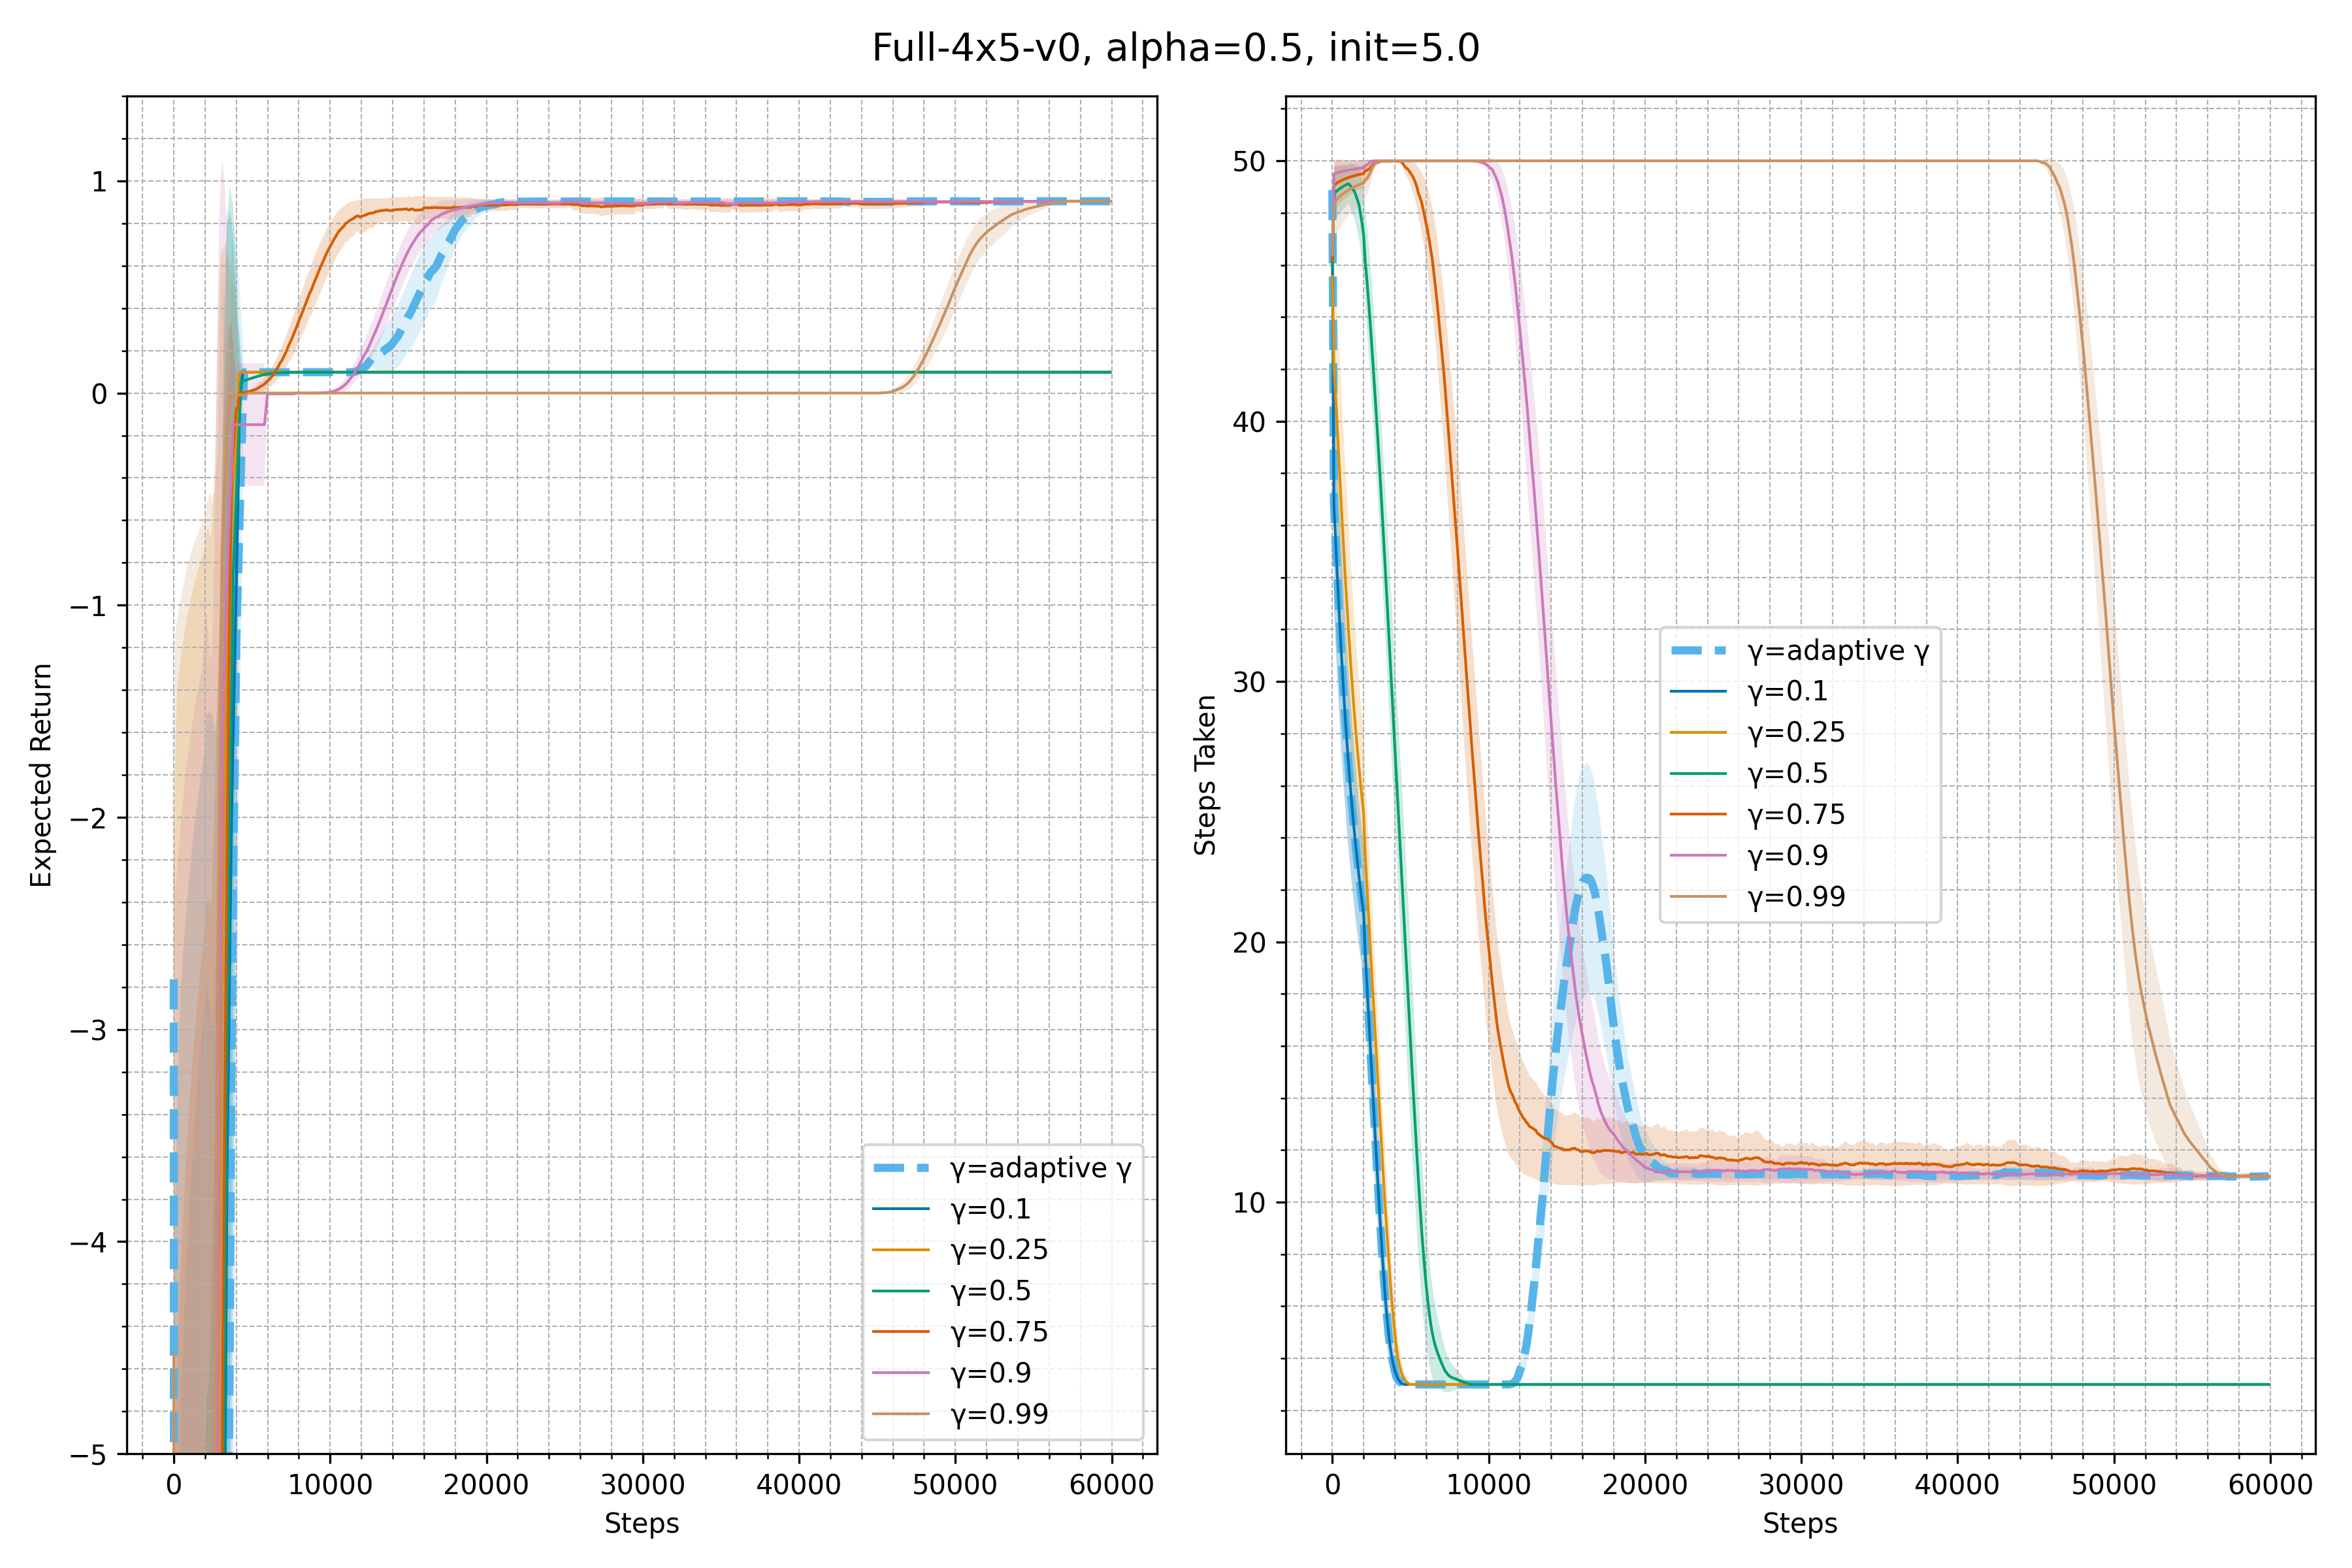 Full-4x5-v0, alpha=0.5, init=5.0
Expected Return
1
0
−1
−2
−3
−4
−5
0
10000
20000
30000
40000
50000
60000
Steps
γ=adaptive γ
γ=0.1
γ=0.25
γ=0.5
γ=0.75
γ=0.9
γ=0.99
Steps Taken
50
40
30
20
10
0
10000
20000
30000
40000
50000
60000
Steps
γ=adaptive γ
γ=0.1
γ=0.25
γ=0.5
γ=0.75
γ=0.9
γ=0.99